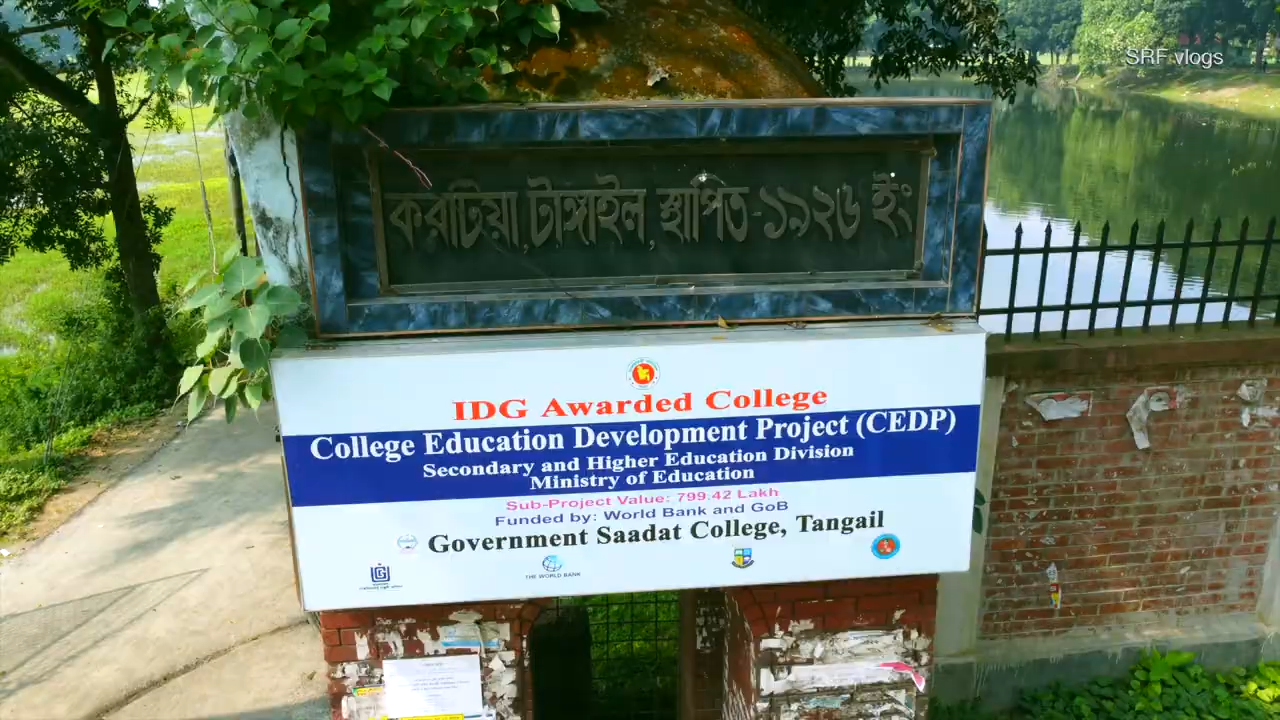 SRF vlogs
করটিয়া, টাঙ্গাইল, স্থাপিত-১৯২৬ ইং
IDG Awarded College
College Education Development Project (CEDP)
Secondary and Higher Education Division
Ministry of Education
Sub-Project Value: 799.42 Lakh
Funded by: World Bank and GoB
Government Saadat College, Tangail
THE WORLD BANK